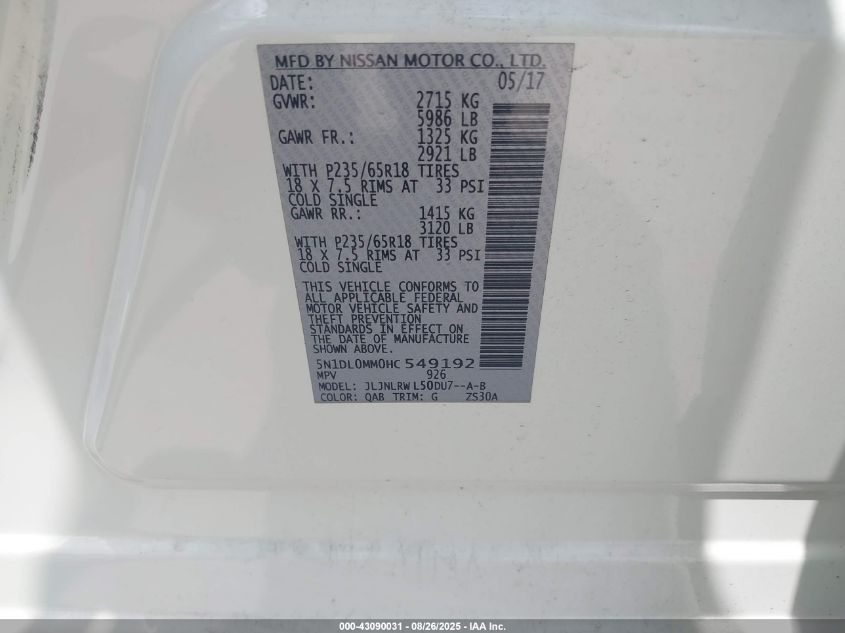 MFD BY NISSAN MOTOR CO., LTD.
DATE: 05/17
GVWR: 2715 KG
5986 LB
GAWR FR.: 1325 KG
2921 LB
WITH P235/65R18 TIRES
18 X 7.5 RIMS AT 33 PSI
COLD SINGLE
GAWR RR.: 1415 KG
3120 LB
WITH P235/65R18 TIRES
18 X 7.5 RIMS AT 33 PSI
COLD SINGLE
THIS VEHICLE CONFORMS TO
ALL APPLICABLE FEDERAL
MOTOR VEHICLE SAFETY AND
THEFT PREVENTION
STANDARDS IN EFFECT ON
THE DATE OF MANUFACTURE
SHOWN ABOVE.
5N1DL0MM0HC 549192
MPV 926
MODEL: JLJNLRW L50DU7--A-B
COLOR: QAB TRIM: G ZS30A
000-43090031 - 08/26/2025 - IAA Inc.